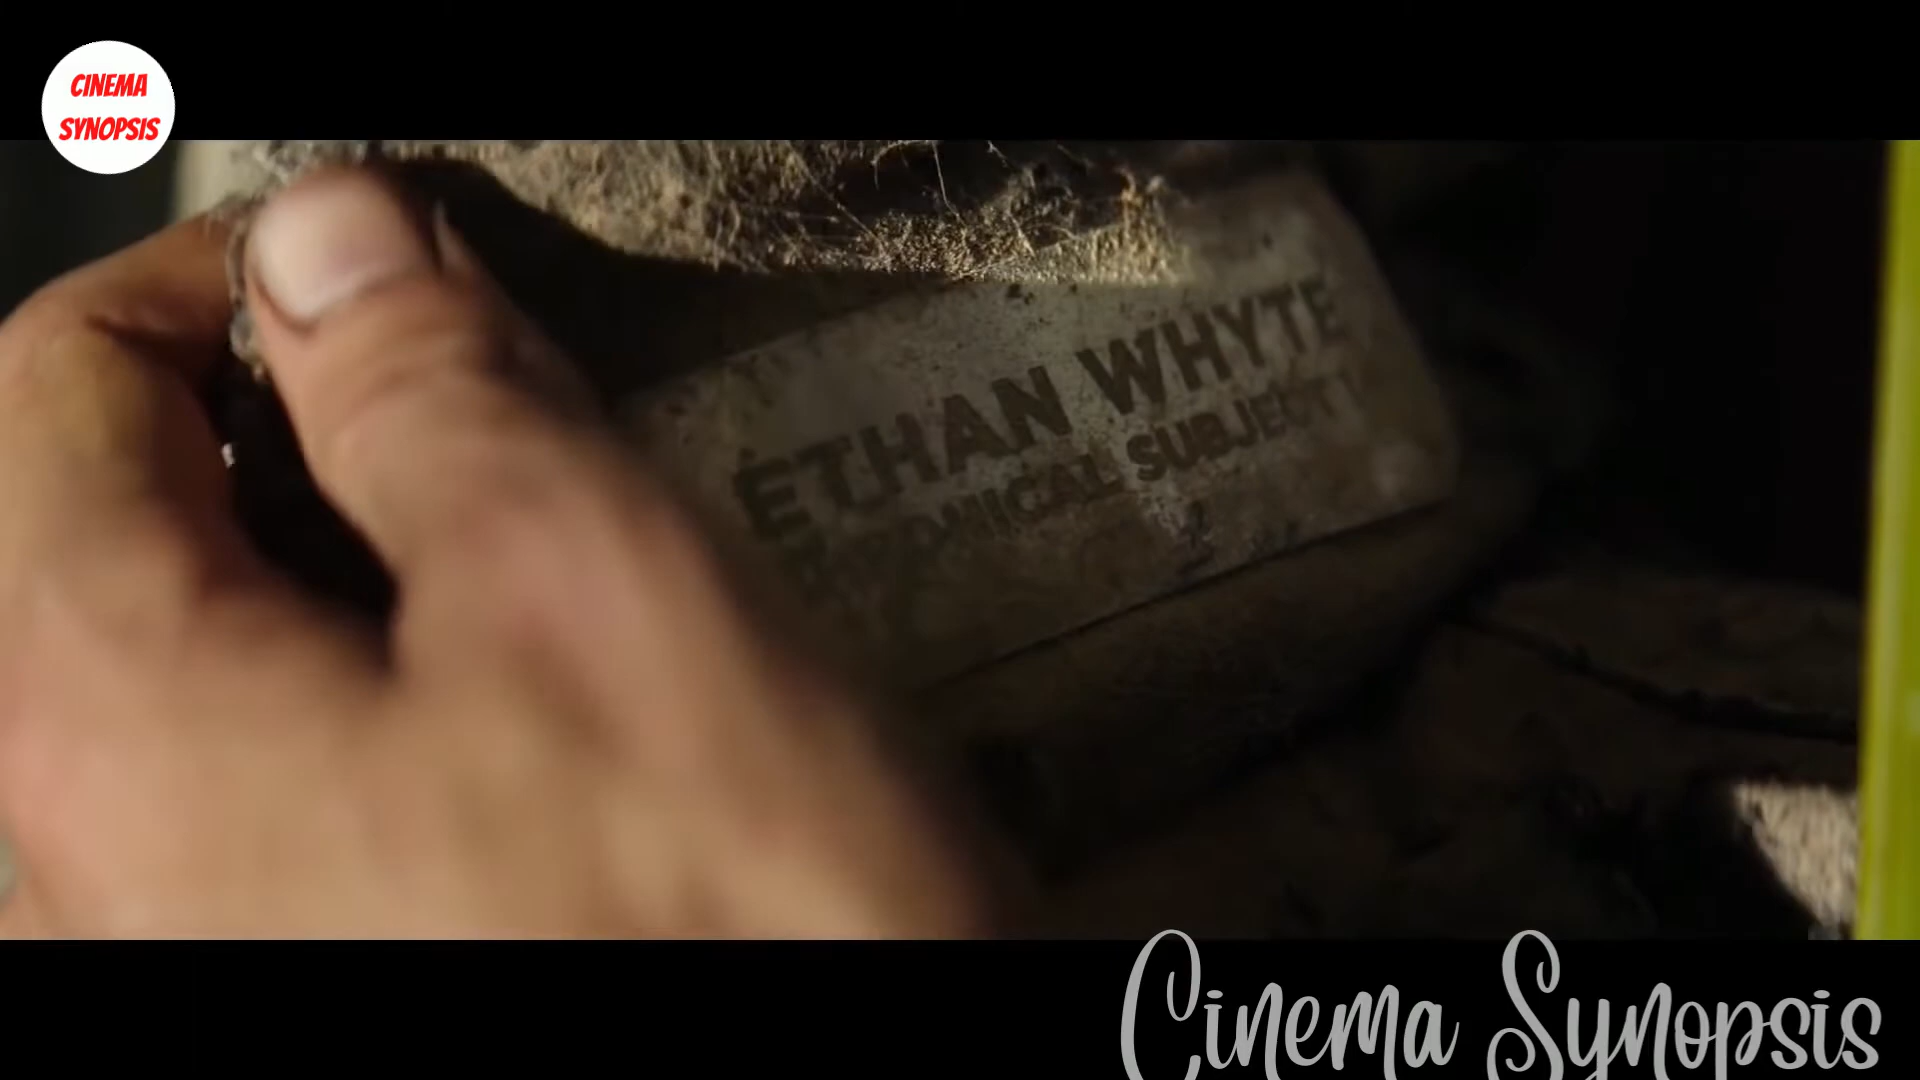 CINEMA
SYNOPSIS
ETHAN WHYTE
SUBJECT
Cinema Synopsis